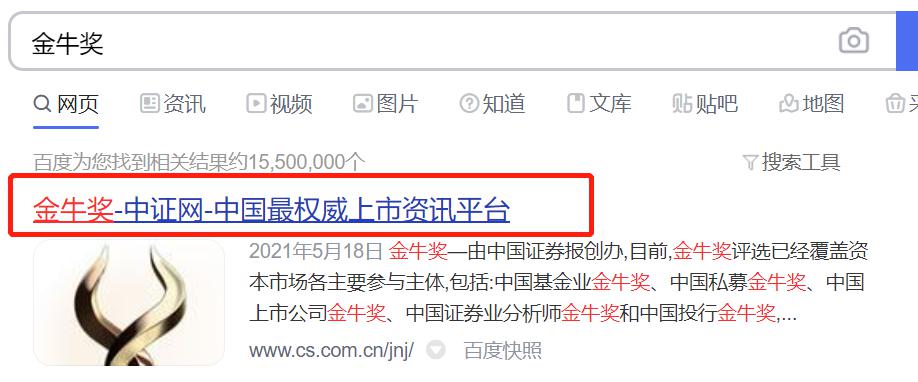 金牛奖
网页 资讯 视频 图片 知道 文库 贴吧 地图
百度为您找到相关结果约15,500,000个 搜索工具
金牛奖-中证网-中国最权威上市资讯平台
2021年5月18日 金牛奖—由中国证券报创办,目前,金牛奖评选已经覆盖资
本市场各主要参与主体,包括:中国基金业金牛奖、中国私募金牛奖、中国
上市公司金牛奖、中国证券业分析师金牛奖和中国投行金牛奖,...
www.cs.com.cn/jnj/ 百度快照